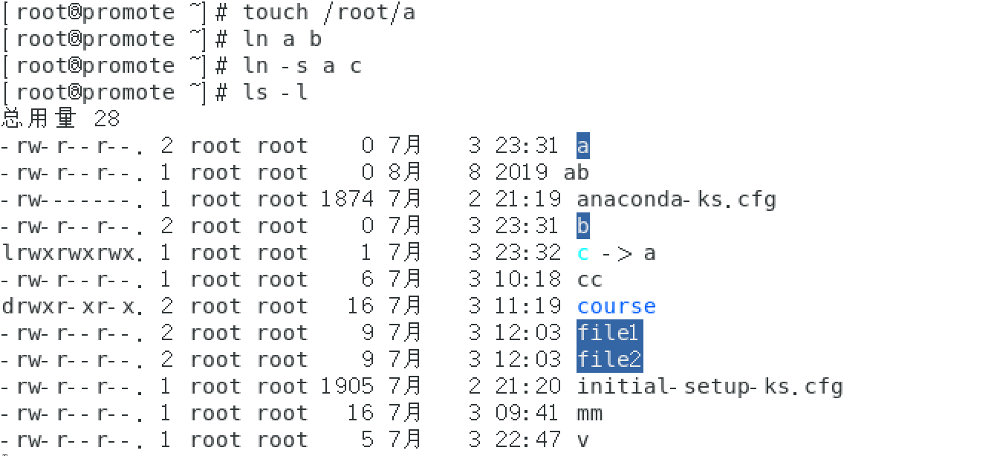 [root@promote ~]# touch /root/a
[root@promote ~]# ln a b
[root@promote ~]# ln -s a c
[root@promote ~]# ls -l
总用量 28
-rw-r--r--. 2 root root    0 7月    3 23:31 a
-rw-r--r--. 1 root root    0 8月    8 2019 ab
-rw-------. 1 root root 1874 7月    2 21:19 anaconda-ks.cfg
-rw-r--r--. 2 root root    0 7月    3 23:31 b
lrwxrwxrwx. 1 root root    1 7月    3 23:32 c -> a
-rw-r--r--. 1 root root    6 7月    3 10:18 cc
drwxr-xr-x. 2 root root   16 7月    3 11:19 course
-rw-r--r--. 2 root root    9 7月    3 12:03 file1
-rw-r--r--. 2 root root    9 7月    3 12:03 file2
-rw-r--r--. 1 root root 1905 7月    2 21:20 initial-setup-ks.cfg
-rw-r--r--. 1 root root   16 7月    3 09:41 mm
-rw-r--r--. 1 root root    5 7月    3 22:47 v